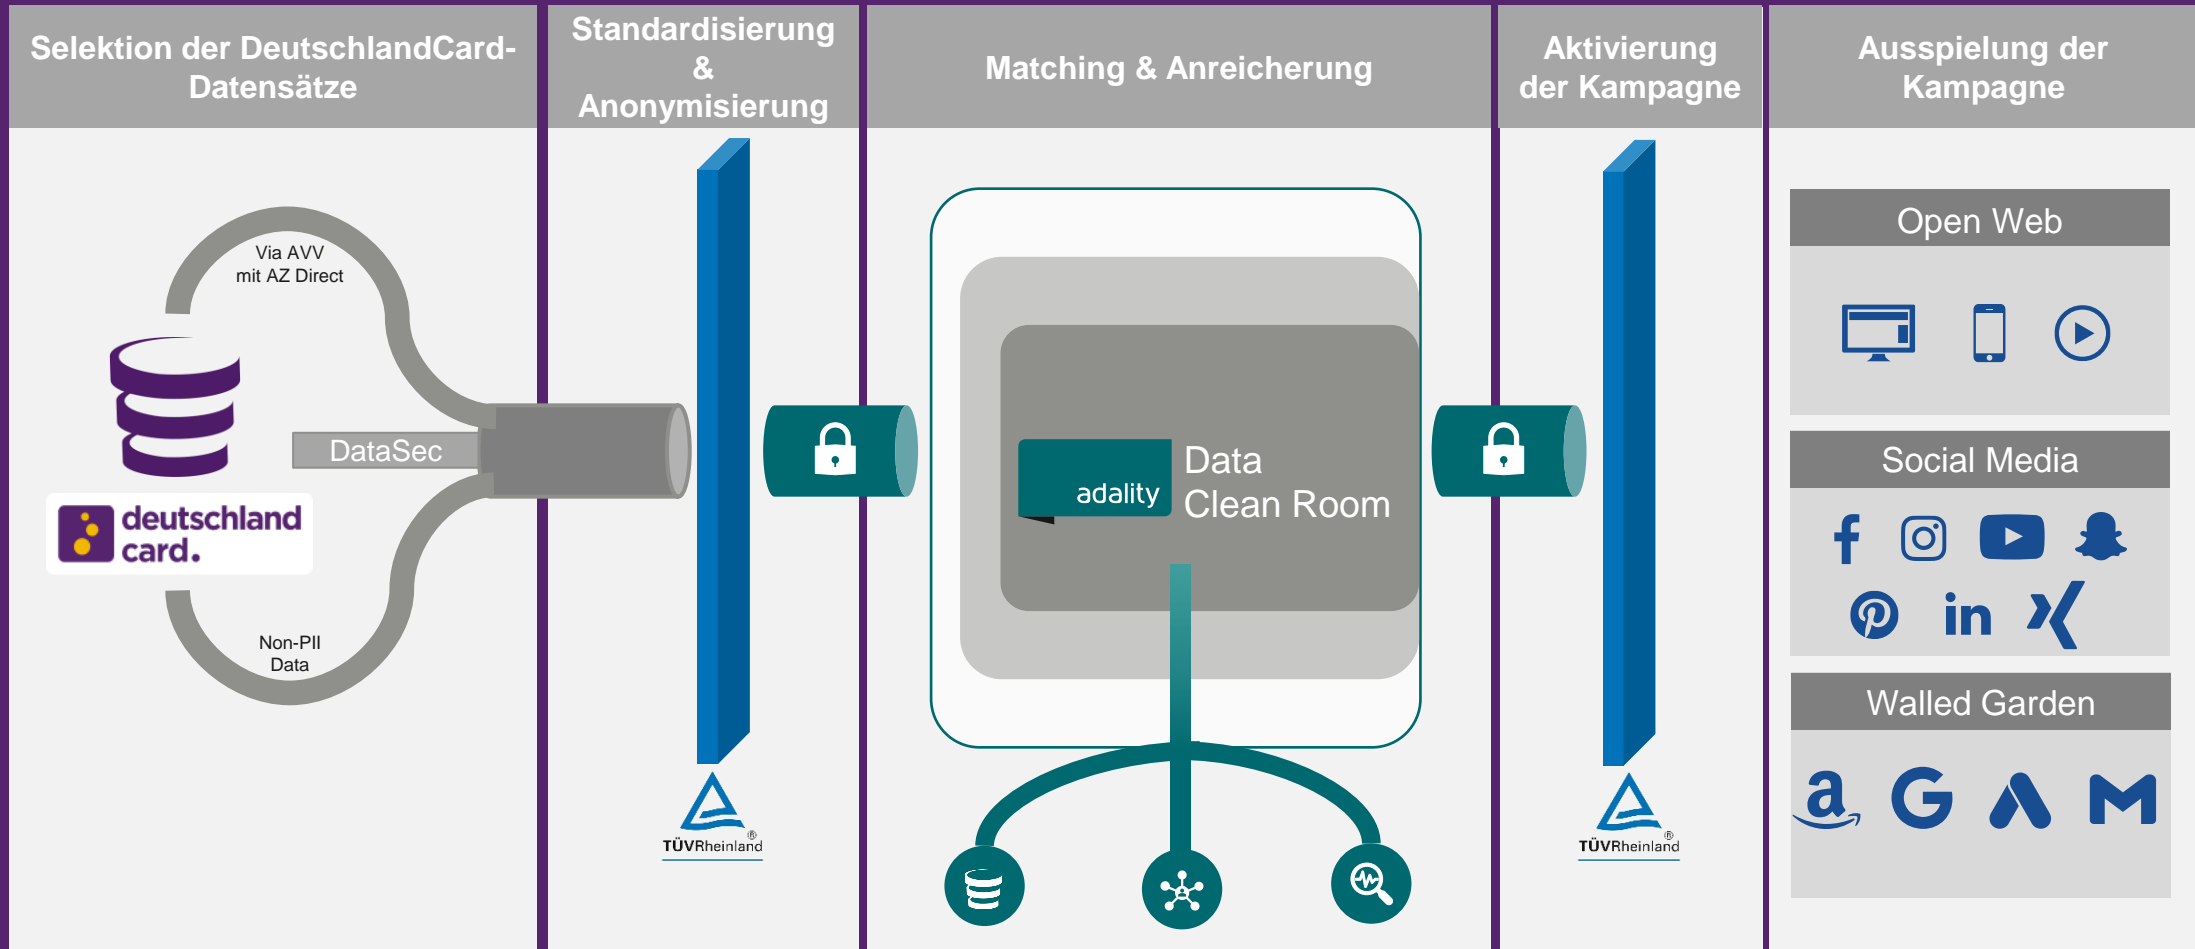 Selektion der DeutschlandCard-
Datensätze
Standardisierung
&
Anonymisierung
Matching & Anreicherung
Aktivierung
der Kampagne
Ausspielung der
Kampagne
Via AVV
mit AZ Direct
DataSec
deutschland
card.
Non-PII
Data
TÜVRheinland
®
adality
Data
Clean Room
TÜVRheinland
®
Open Web
Social Media
Walled Garden